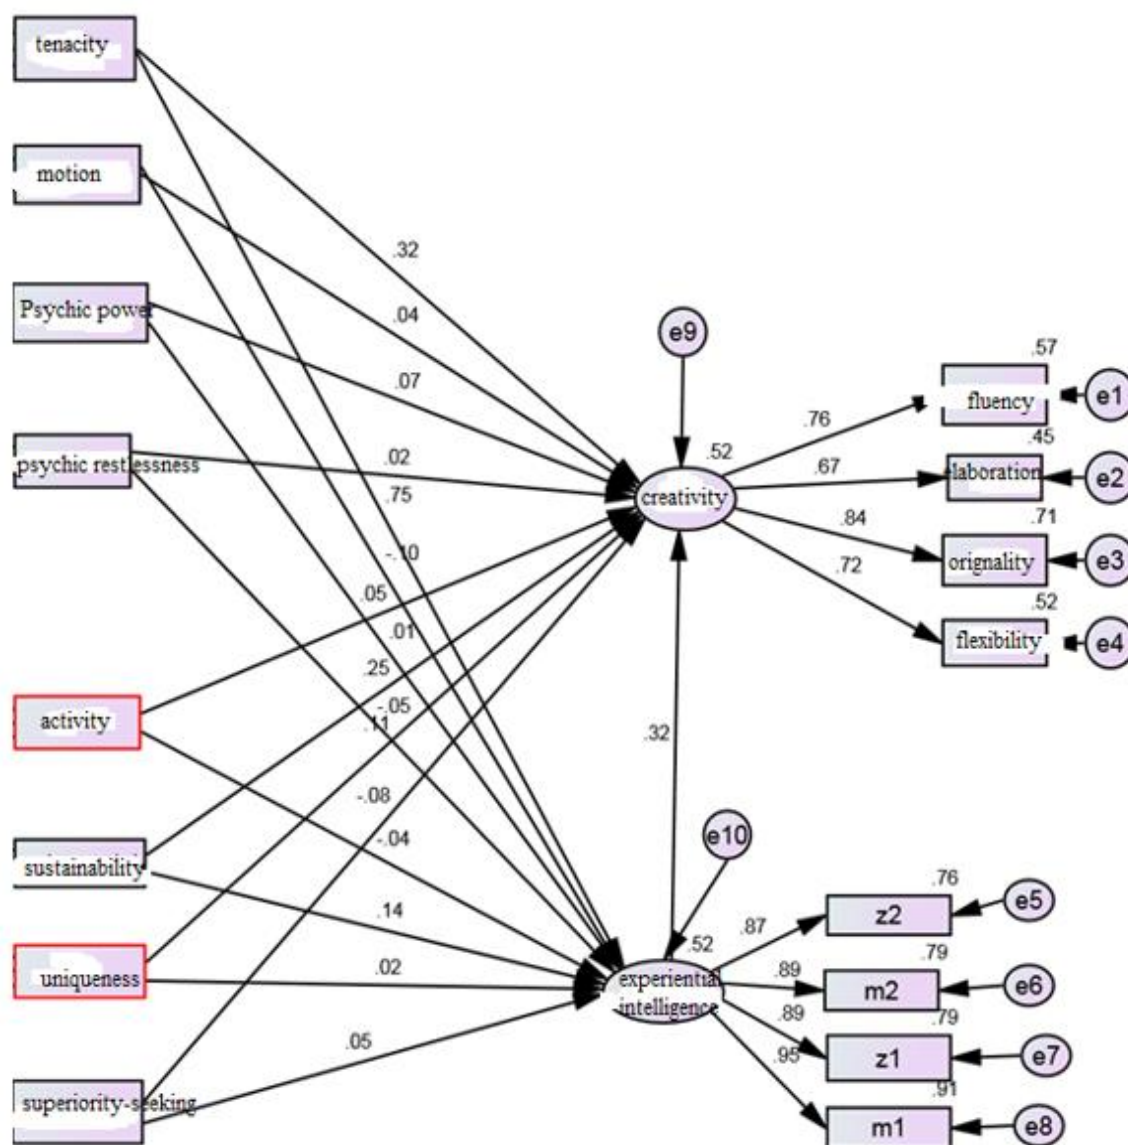 tenacity
motion
.32
.04
Psychic power
e9
.57
.07
.76
fluency
e1
.45
psychic restlessness
.02
.52
.67
elaboration
e2
creativity
.75
.71
.84
orignality
e3
-.10
.72
.05
.52
.01
flexibility
e4
.25
-.05
activity
.11
.32
-.08
-.04
e10
sustainability
.76
.14
.87
z2
e5
.52
uniqueness
.02
experiential
intelligence
.89
.79
m2
e6
.89
.79
.05
.95
z1
e7
superiority-seeking
.91
m1
e8